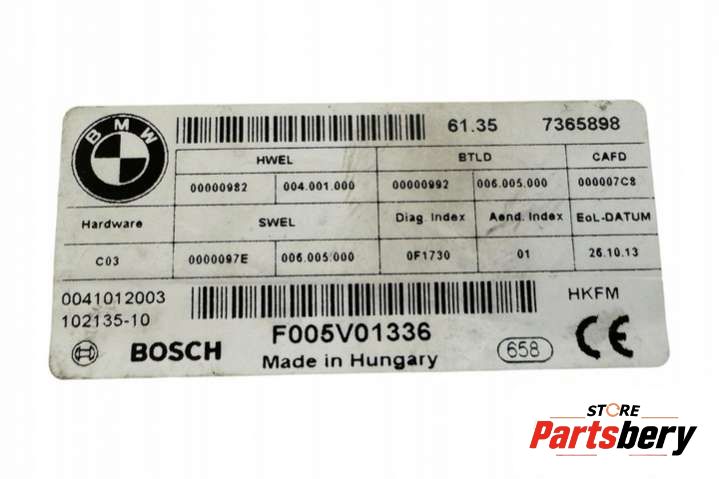 BMW
61.35 7365898
HWEL BTLD CAFD
00000982 004.001.000 00000992 006.005.000 000007C8
Hardware SWEL Diag. Index Aend. Index EoL-DATUM
C03 0000097E 006.005.000 0F1730 01 26.10.13
0041012003 HKFM
102135-10
BOSCH F005V01336 658 CE
Made in Hungary
STORE
Partsbery